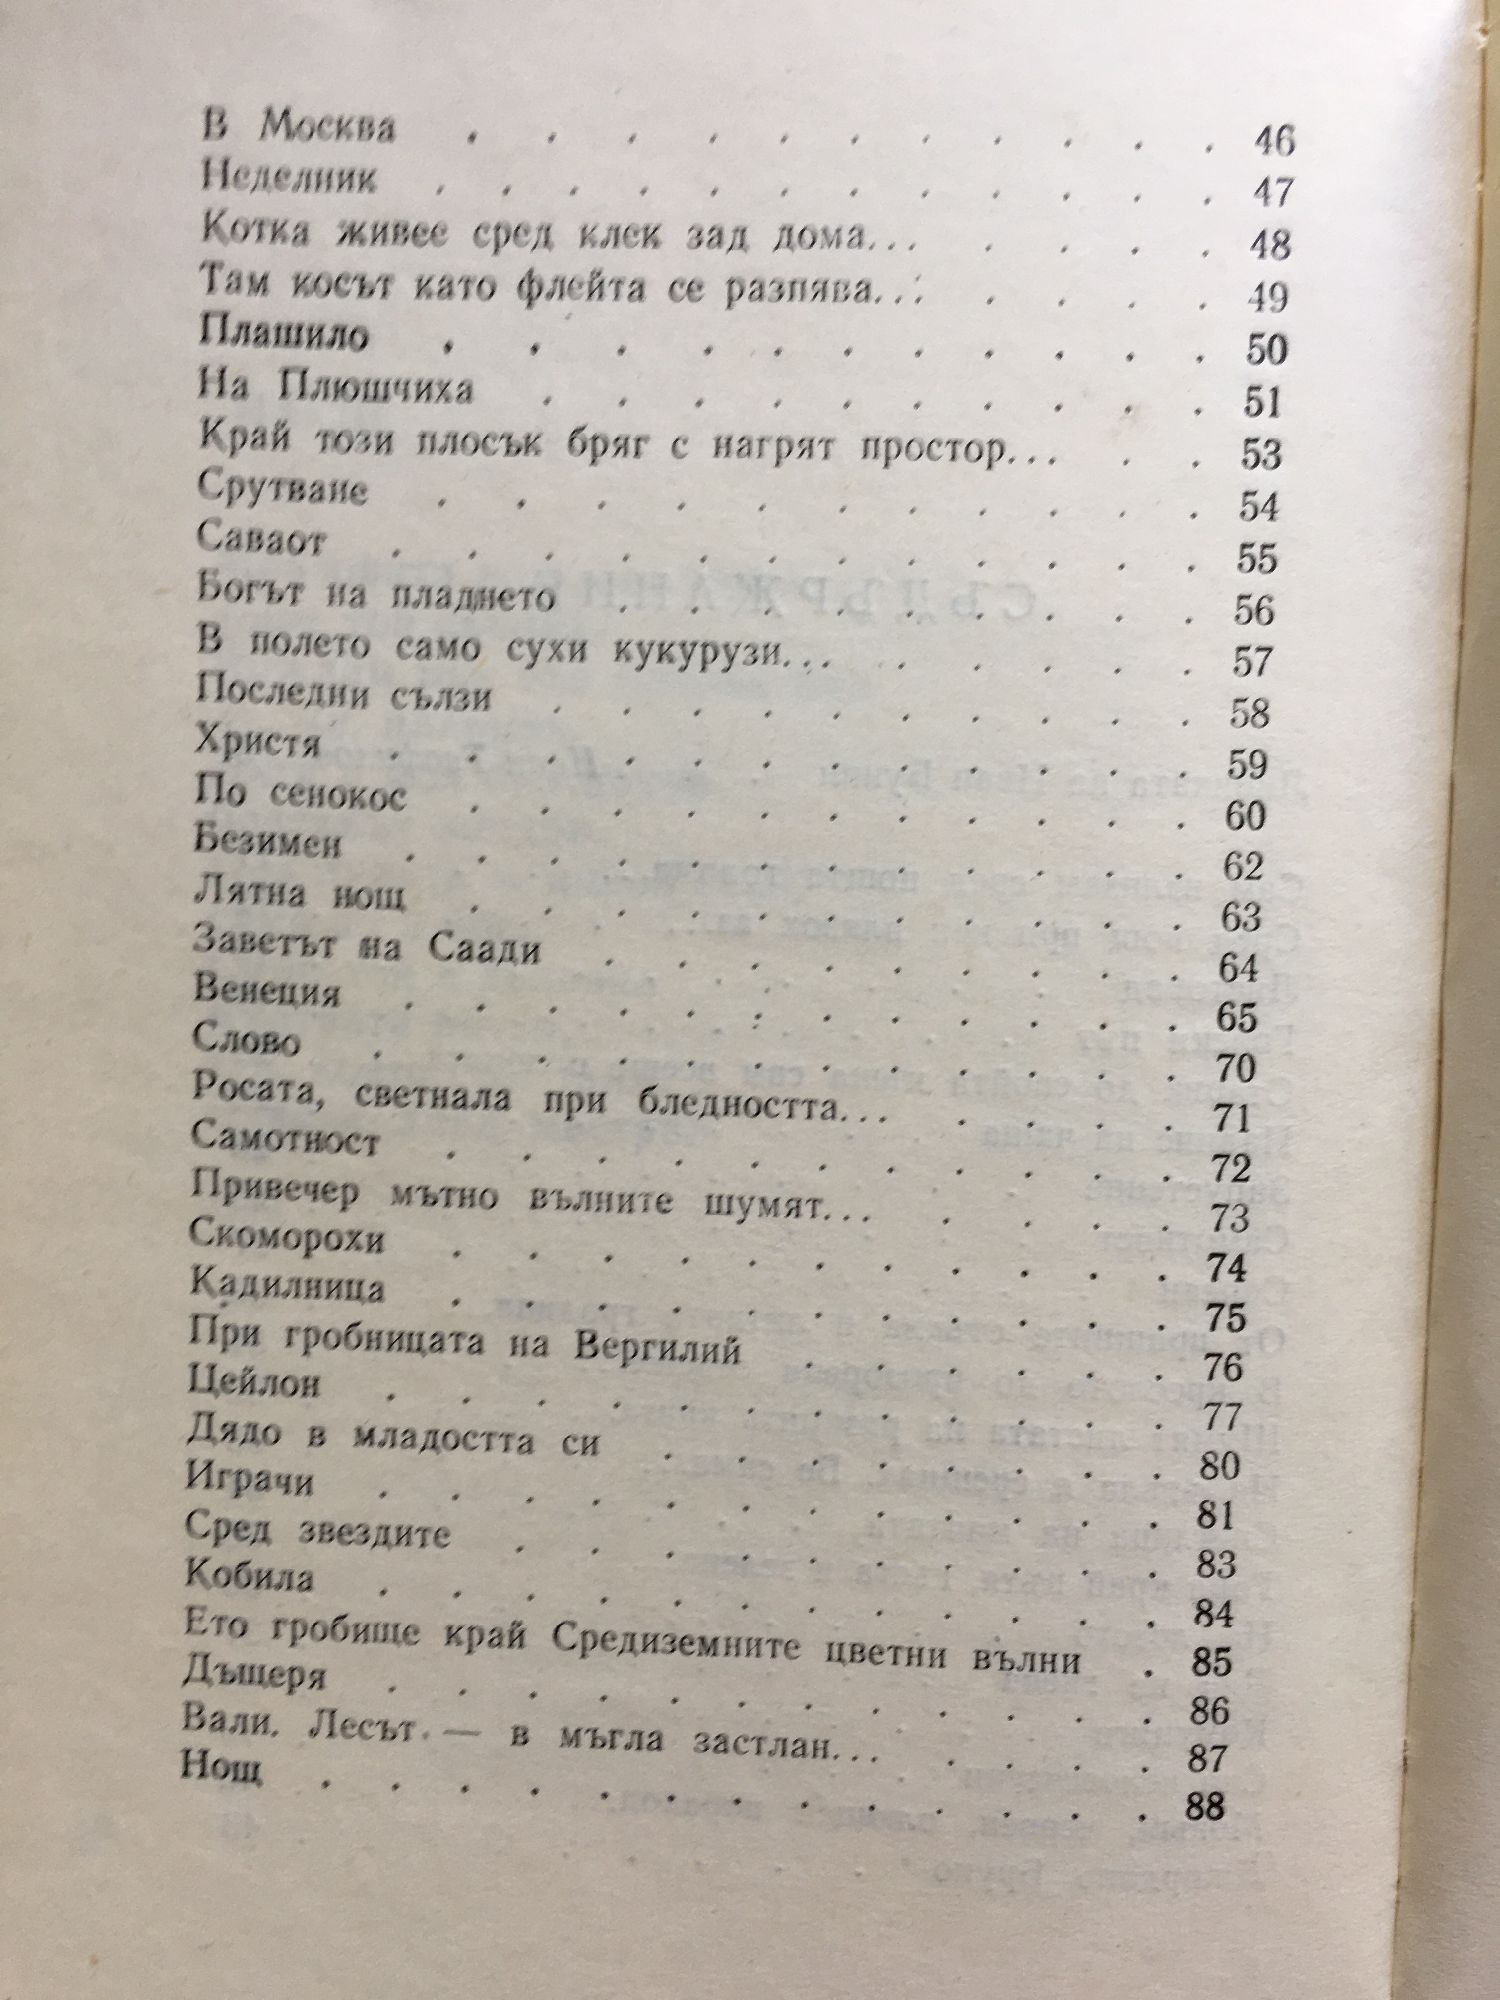 В Москва . . . . . . . . . . . 46
Неделник . . . . . . . . . . . 47
Котка живее сред клек зад дома... . . . . 48
Там косът като флейта се разпява... . . . . 49
Плашило . . . . . . . . . . . 50
На Плюшчиха . . . . . . . . . . 51
Край този плосък бряг с нагрят простор... . . 53
Срутване . . . . . . . . . . . 54
Саваот . . . . . . . . . . . . 55
Богът на пладнето . . . . . . . . . 56
В полето само сухи кукурузи... . . . . . 57
Последни сълзи . . . . . . . . . . 58
Христя . . . . . . . . . . . . 59
По сенокос . . . . . . . . . . . 60
Безимен . . . . . . . . . . . . 62
Лятна нощ . . . . . . . . . . . 63
Заветът на Саади . . . . . . . . . 64
Венеция . . . . . . . . . . . . 65
Слово . . . . . . . . . . . . 70
Росата, светнала при бледността... . . . . 71
Самотност . . . . . . . . . . . 72
Привечер мътно вълните шумят... . . . . . 73
Скоморохи . . . . . . . . . . . 74
Кадилница . . . . . . . . . . . 75
При гробницата на Вергилий . . . . . . 76
Цейлон . . . . . . . . . . . . 77
Дядо в младостта си . . . . . . . . 80
Играчи . . . . . . . . . . . . 81
Сред звездите . . . . . . . . . . 83
Кобила . . . . . . . . . . . . 84
Ето гробище край Средиземните цветни вълни . 85
Дъщеря . . . . . . . . . . . . 86
Вали. Лесът — в мъгла застлан... . . . . . 87
Нощ . . . . . . . . . . . . . 88